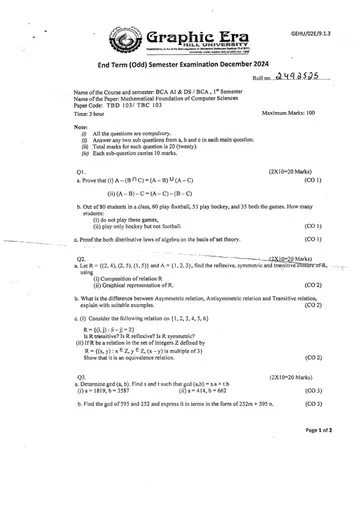 GEHU/02E/9.1.3
Graphic Era
HILL UNIVERSITY
End Term (Odd) Semester Examination December 2024
Roll no. 2492525
Name of the Course and semester: BCA AI & DS / BCA , 1st Semester
Name of the Paper: Mathematical Foundation of Computer Sciences
Paper Code: TBD 103/ TBC 103
Time: 3 hour Maximum Marks: 100
Note:
(i) All the questions are compulsory.
(ii) Answer any two sub questions from a, b and c in each main question.
(iii) Total marks for each question is 20 (twenty).
(iv) Each sub-question carries 10 marks.
Q1. (2X10=20 Marks)
a. Prove that (i) A – (B ∩ C) = (A – B) ∪ (A – C) (CO 1)
(ii) (A – B) – C = (A – C) – (B – C)
b. Out of 80 students in a class, 60 play football, 53 play hockey, and 35 both the games. How many
students:
(i) do not play these games,
(ii) play only hockey but not football. (CO 1)
c. Proof the both distributive laws of algebra on the basis of set theory. (CO 1)
Q2. (2X10=20 Marks)
a. Let R = {(2, 4), (2, 5), (3, 5)} and A = {1, 2, 3}, find the reflexive, symmetric and transitive closure of R,
using
(i) Composition of relation R
(ii) Graphical representation of R. (CO 2)
b. What is the difference between Asymmetric relation, Antisymmetric relation and Transitive relation,
explain with suitable examples. (CO 2)
c. (i) Consider the following relation on {1, 2, 3, 4, 5, 6}
R = {(i, j) : |i – j| = 2}
Is R transitive? Is R reflexive? Is R symmetric?
(ii) If R be a relation in the set of integers Z defined by
R = {(x, y) : x ∈ Z, y ∈ Z, (x – y) is multiple of 3}
Show that it is an equivalence relation. (CO 2)
Q3. (2X10=20 Marks)
a. Determine gcd (a, b). Find s and t such that gcd (a,b) = s.a + t.b
(i) a = 1819, b = 3587 (ii) a = 414, b = 662 (CO 3)
b. Find the gcd of 595 and 252 and express it in terms in the form of 252m + 595 n. (CO 3)
Page 1 of 2